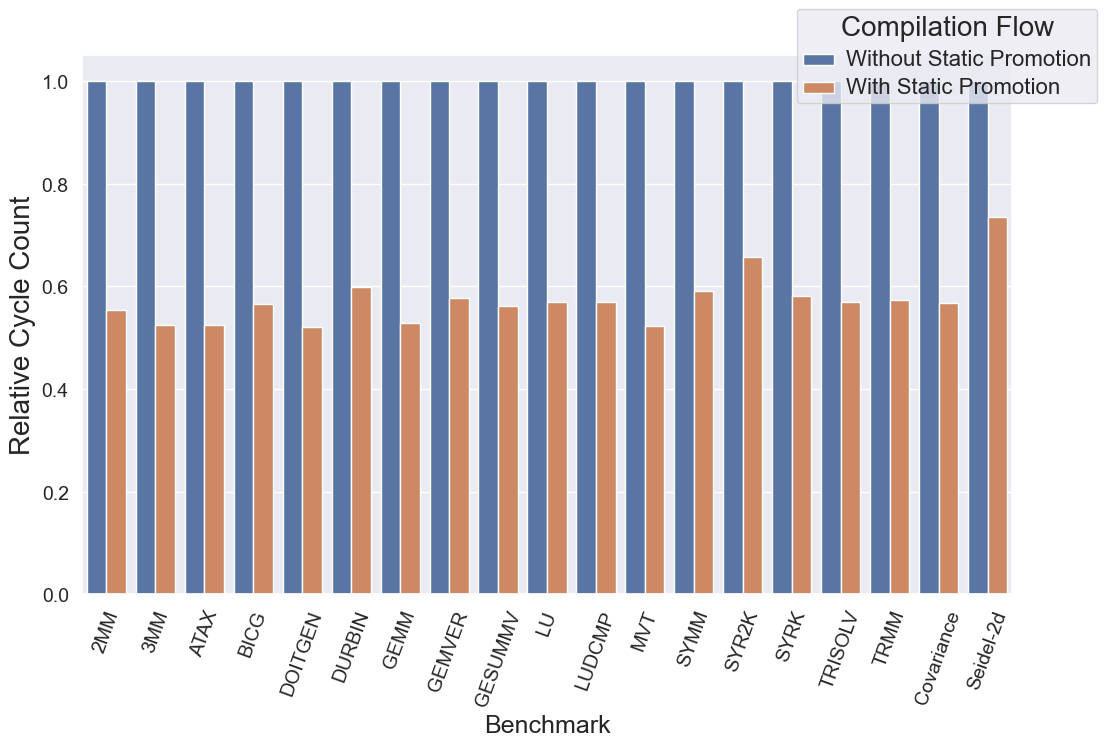 Compilation Flow
Without Static Promotion
With Static Promotion
Relative Cycle Count
1.0
0.8
0.6
0.4
0.2
0.0
2MM
3MM
ATAX
BICG
DOITGEN
DURBIN
GEMM
GEMVER
GESUMMV
LU
LUDCMP
MVT
SYMM
SYR2K
SYRK
TRISOLV
TRMM
Covariance
Seidel-2d
Benchmark